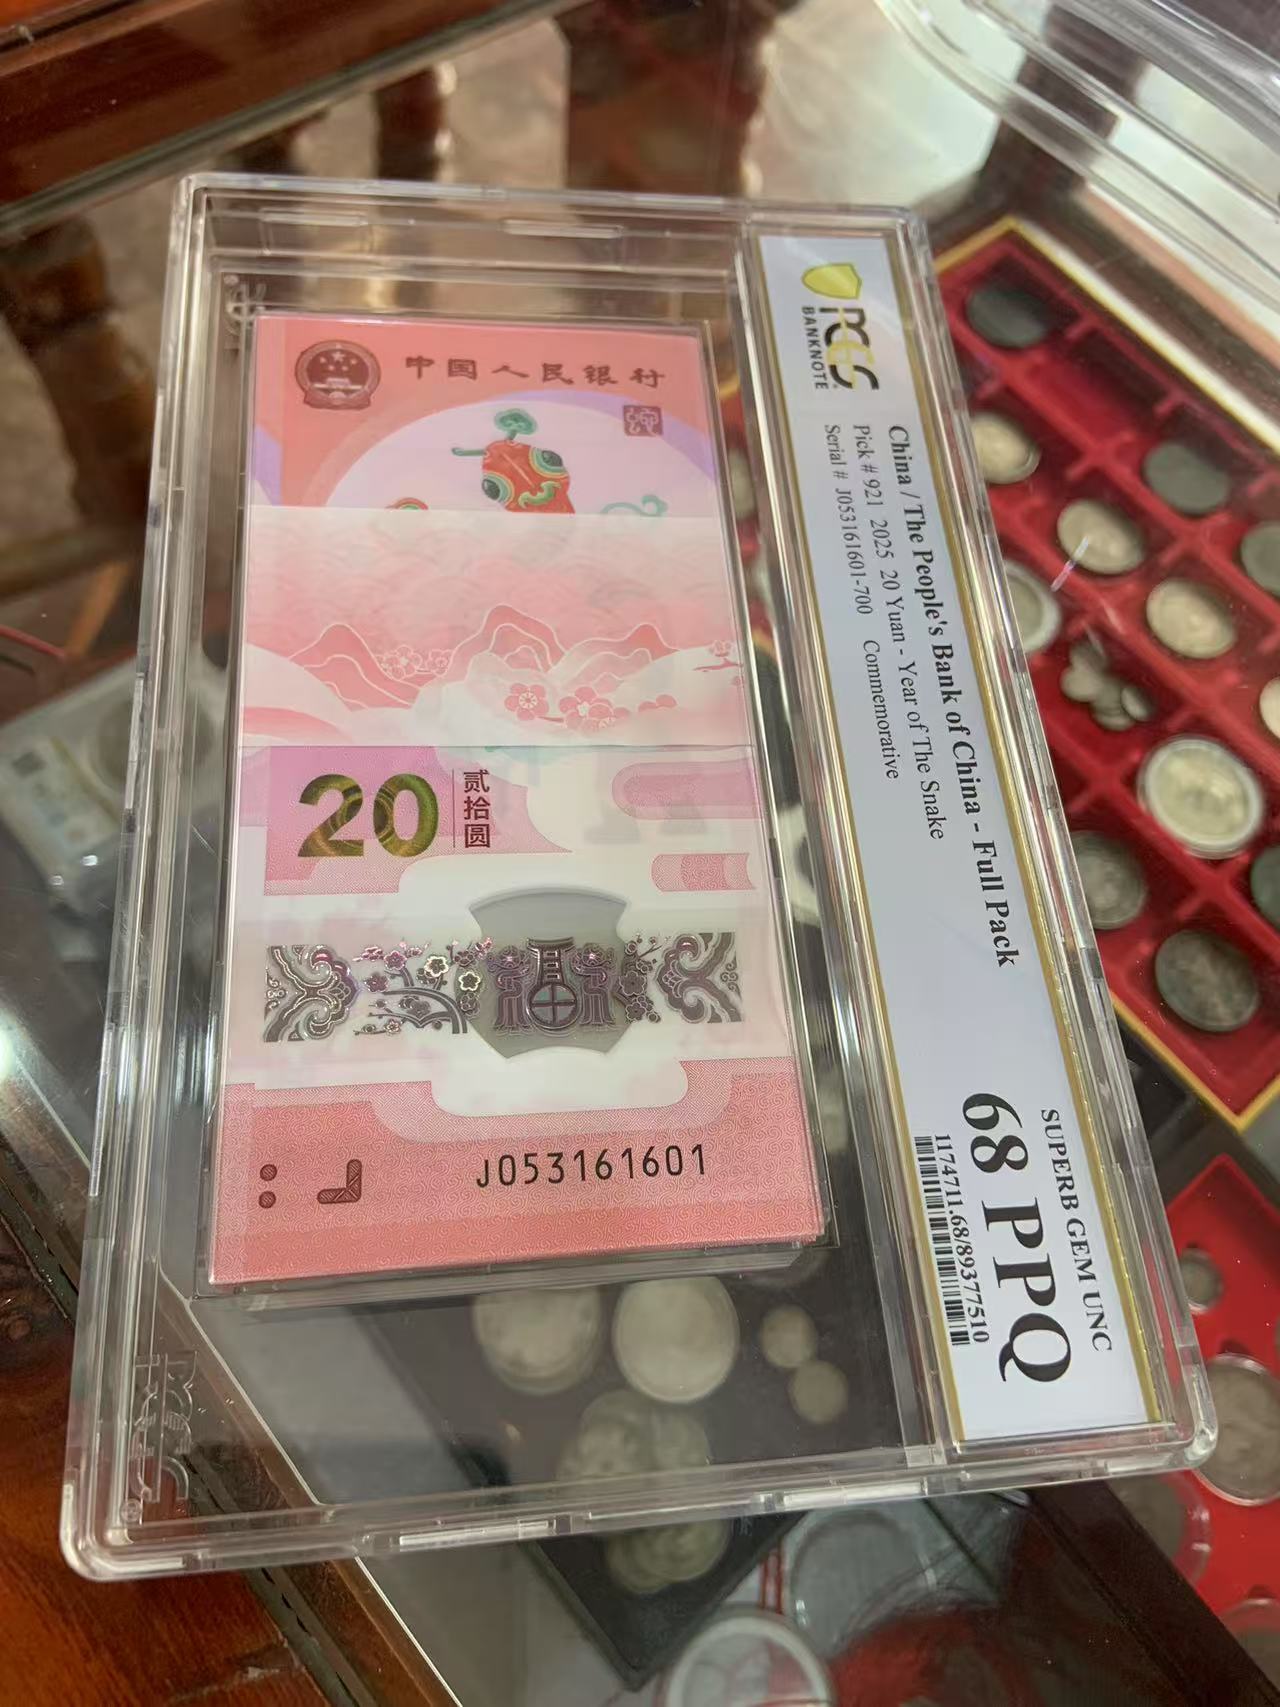 中国人民银行
20
贰拾圆
J053161601
PCGS
BANKNOTE
China / The People's Bank of China - Full Pack
Pick # 921 2025 20 Yuan - Year of The Snake
Serial # J053161601-700 Commemorative
SUPERB GEM UNC
68 PPQ
1174711.68/89377510